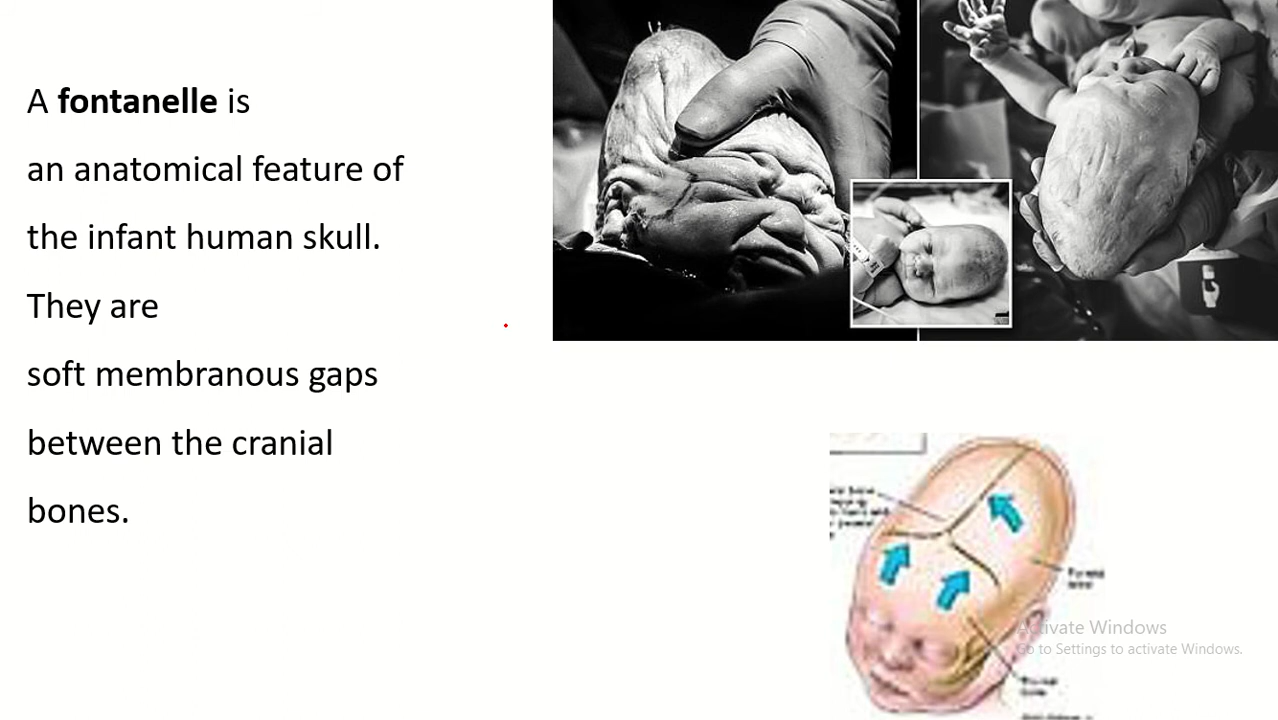 A fontanelle is
an anatomical feature of
the infant human skull.
They are
soft membranous gaps
between the cranial
bones.
Activate Windows
Go to Settings to activate Windows.